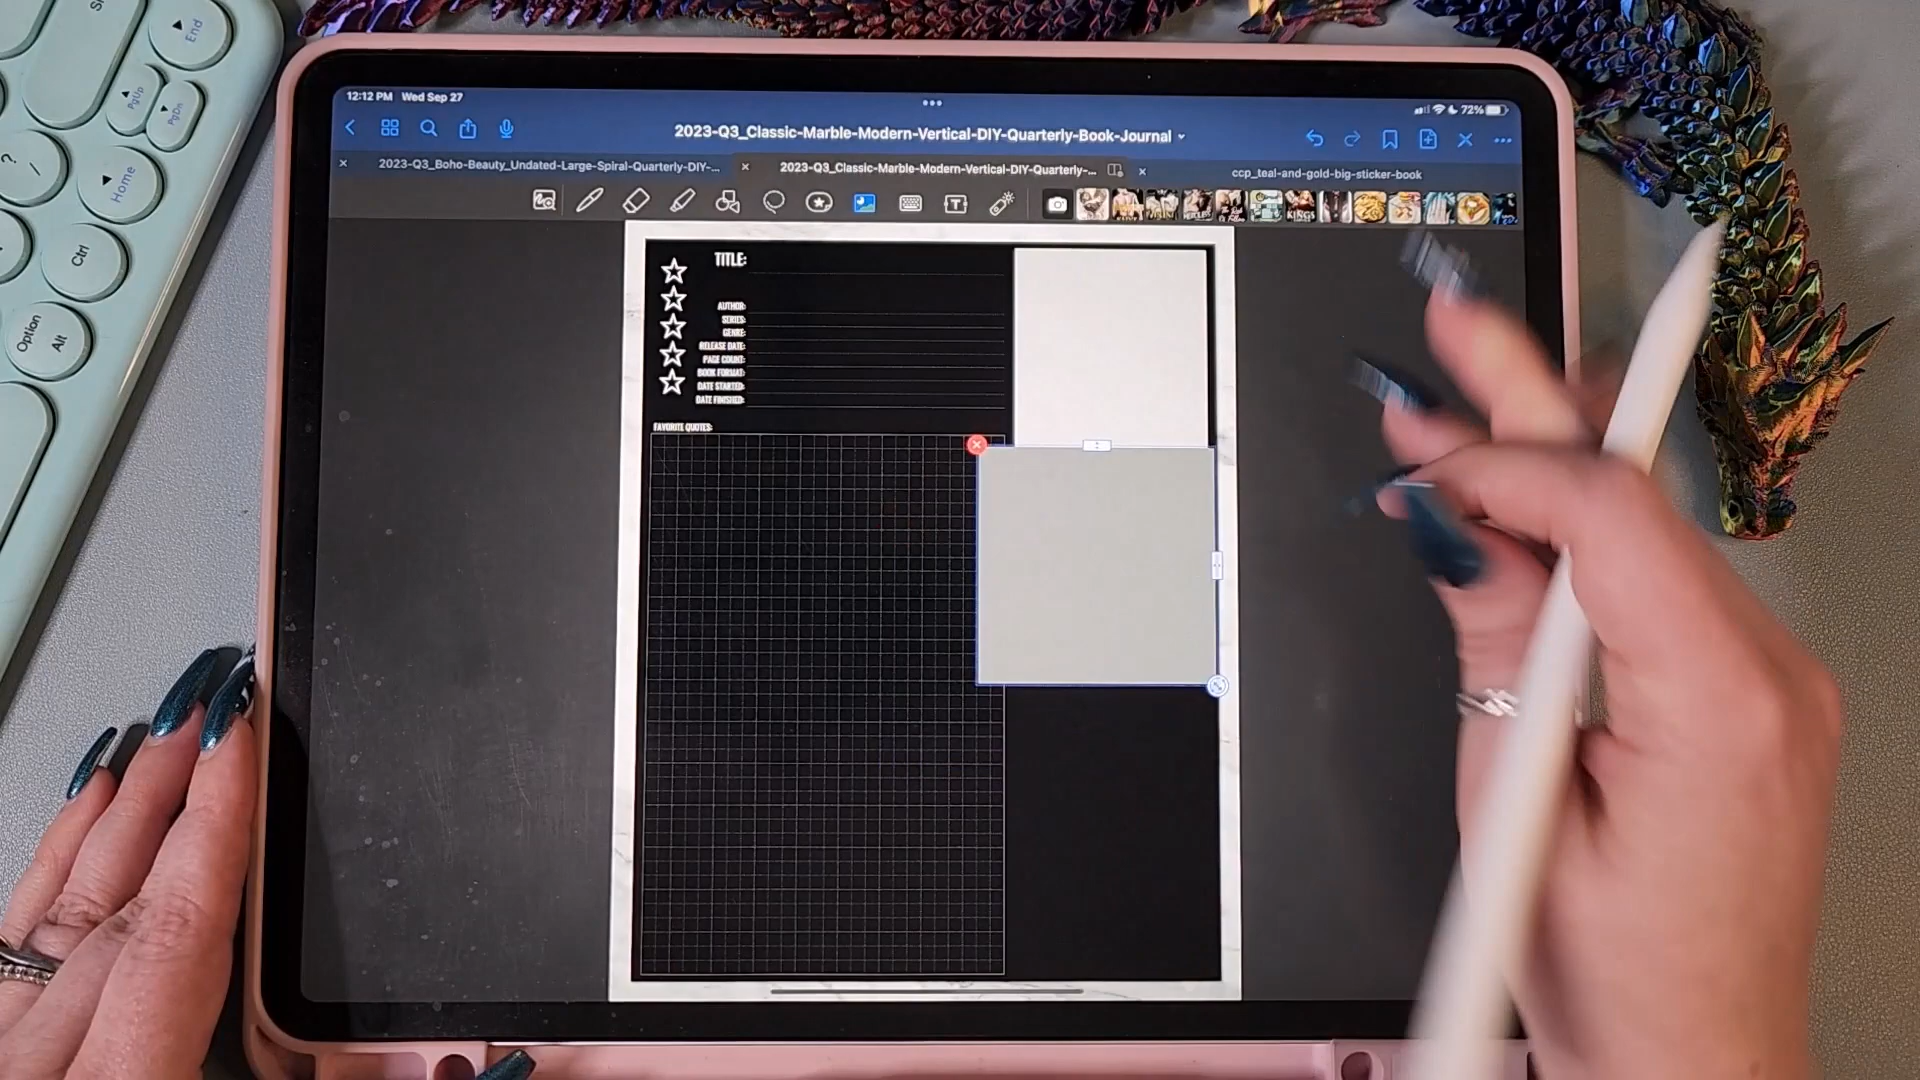 End
PgUp
PgDn
Home
?
/
Ctrl
Option
Alt
12:12 PM Wed Sep 27
72%
2023-Q3_Classic-Marble-Modern-Vertical-DIY-Quarterly-Book-Journal
2023-Q3_Boho-Beauty_Undated-Large-Spiral-Quarterly-DIY-...
2023-Q3_Classic-Marble-Modern-Vertical-DIY-Quarterly-...
ccp_teal-and-gold-big-sticker-book
KINGS
TITLE:
AUTHOR:
SERIES:
GENRE:
RELEASE DATE:
PAGE COUNT:
BOOK FORMAT:
DATE STARTED:
DATE FINISHED:
FAVORITE QUOTES: